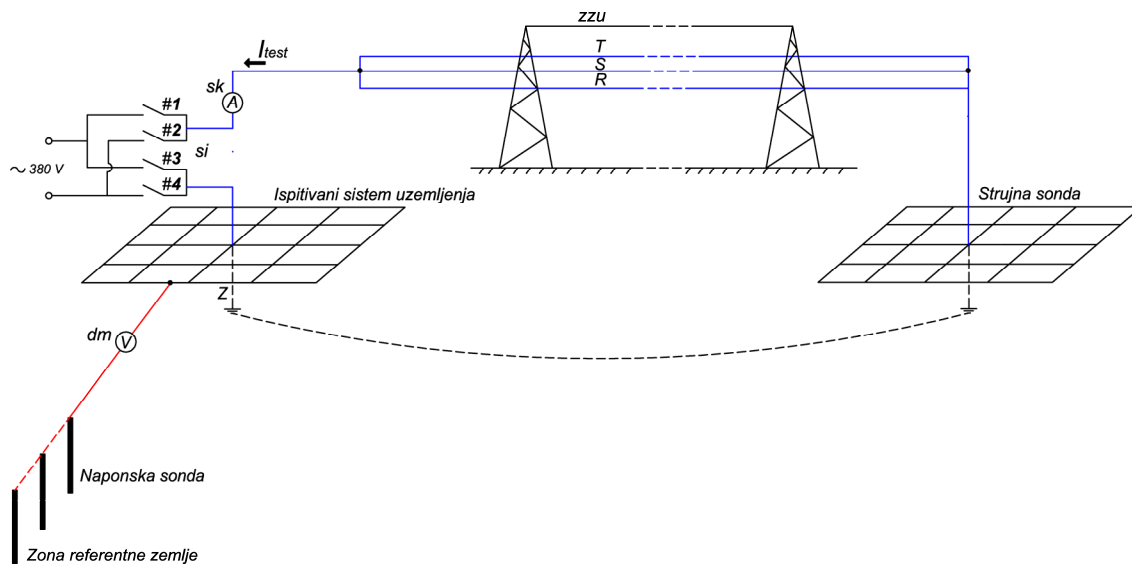 zzu
T
S
R
Itest
sk
A
#1
#2
#3
#4
si
~ 380 V
Ispitivani sistem uzemljenja
Strujna sonda
Z
dm
V
Naponska sonda
Zona referentne zemlje